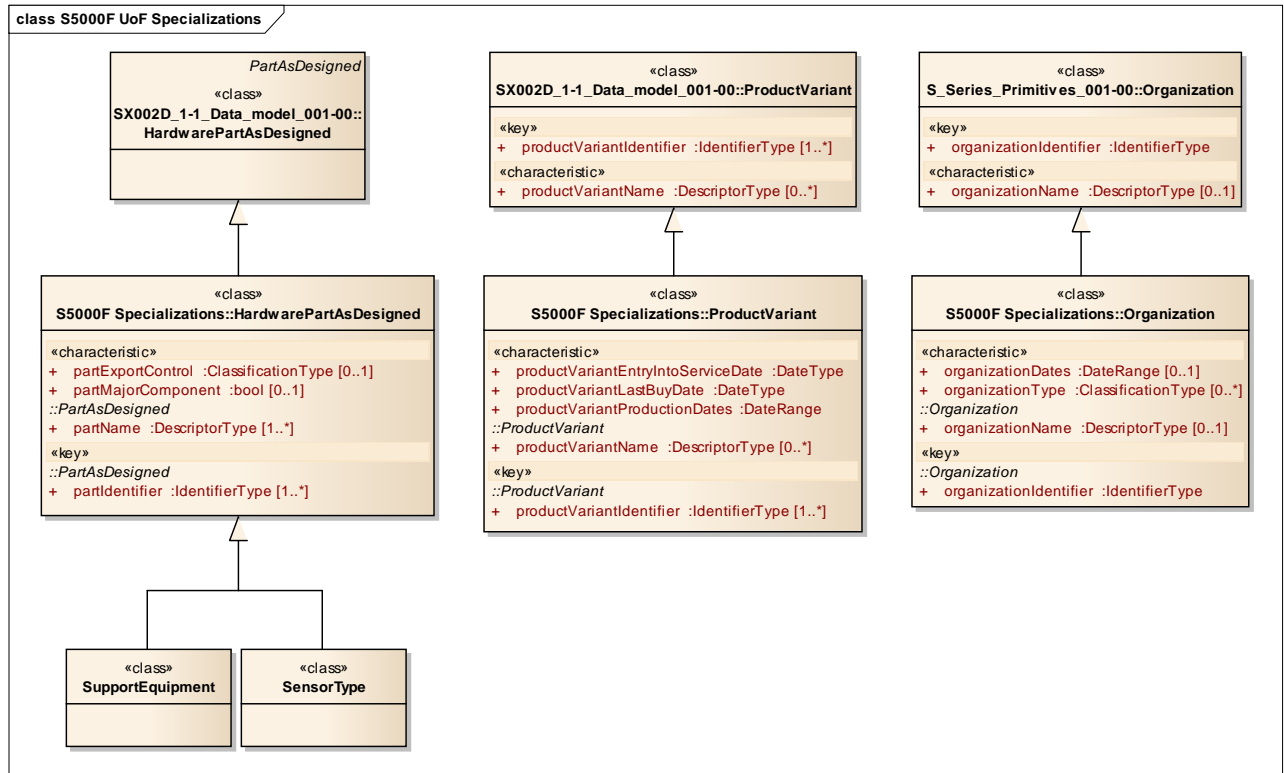 class S5000F UoF Specializations
PartAsDesigned
«class»
SX002D_1-1_Data_model_001-00::
HardwarePartAsDesigned
«class»
SX002D_1-1_Data_model_001-00::ProductVariant
«key»
+ productVariantIdentifier :IdentifierType [1..*]
«characteristic»
+ productVariantName :DescriptorType [0..*]
«class»
S_Series_Primitives_001-00::Organization
«key»
+ organizationIdentifier :IdentifierType
«characteristic»
+ organizationName :DescriptorType [0..1]
«class»
S5000F Specializations::HardwarePartAsDesigned
«characteristic»
+ partExportControl :ClassificationType [0..1]
+ partMajorComponent :bool [0..1]
::PartAsDesigned
+ partName :DescriptorType [1..*]
«key»
::PartAsDesigned
+ partIdentifier :IdentifierType [1..*]
«class»
S5000F Specializations::ProductVariant
«characteristic»
+ productVariantEntryIntoServiceDate :DateType
+ productVariantLastBuyDate :DateType
+ productVariantProductionDates :DateRange
::ProductVariant
+ productVariantName :DescriptorType [0..*]
«key»
::ProductVariant
+ productVariantIdentifier :IdentifierType [1..*]
«class»
S5000F Specializations::Organization
«characteristic»
+ organizationDates :DateRange [0..1]
+ organizationType :ClassificationType [0..*]
::Organization
+ organizationName :DescriptorType [0..1]
«key»
::Organization
+ organizationIdentifier :IdentifierType
«class»
SupportEquipment
«class»
SensorType